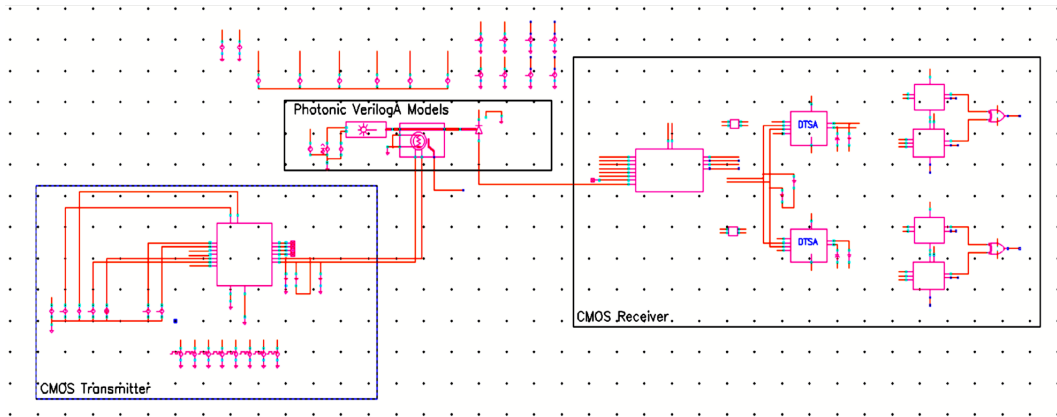 Photonic VerilogA Models
DTSA
DTSA
CMOS Receiver
CMOS Transmitter